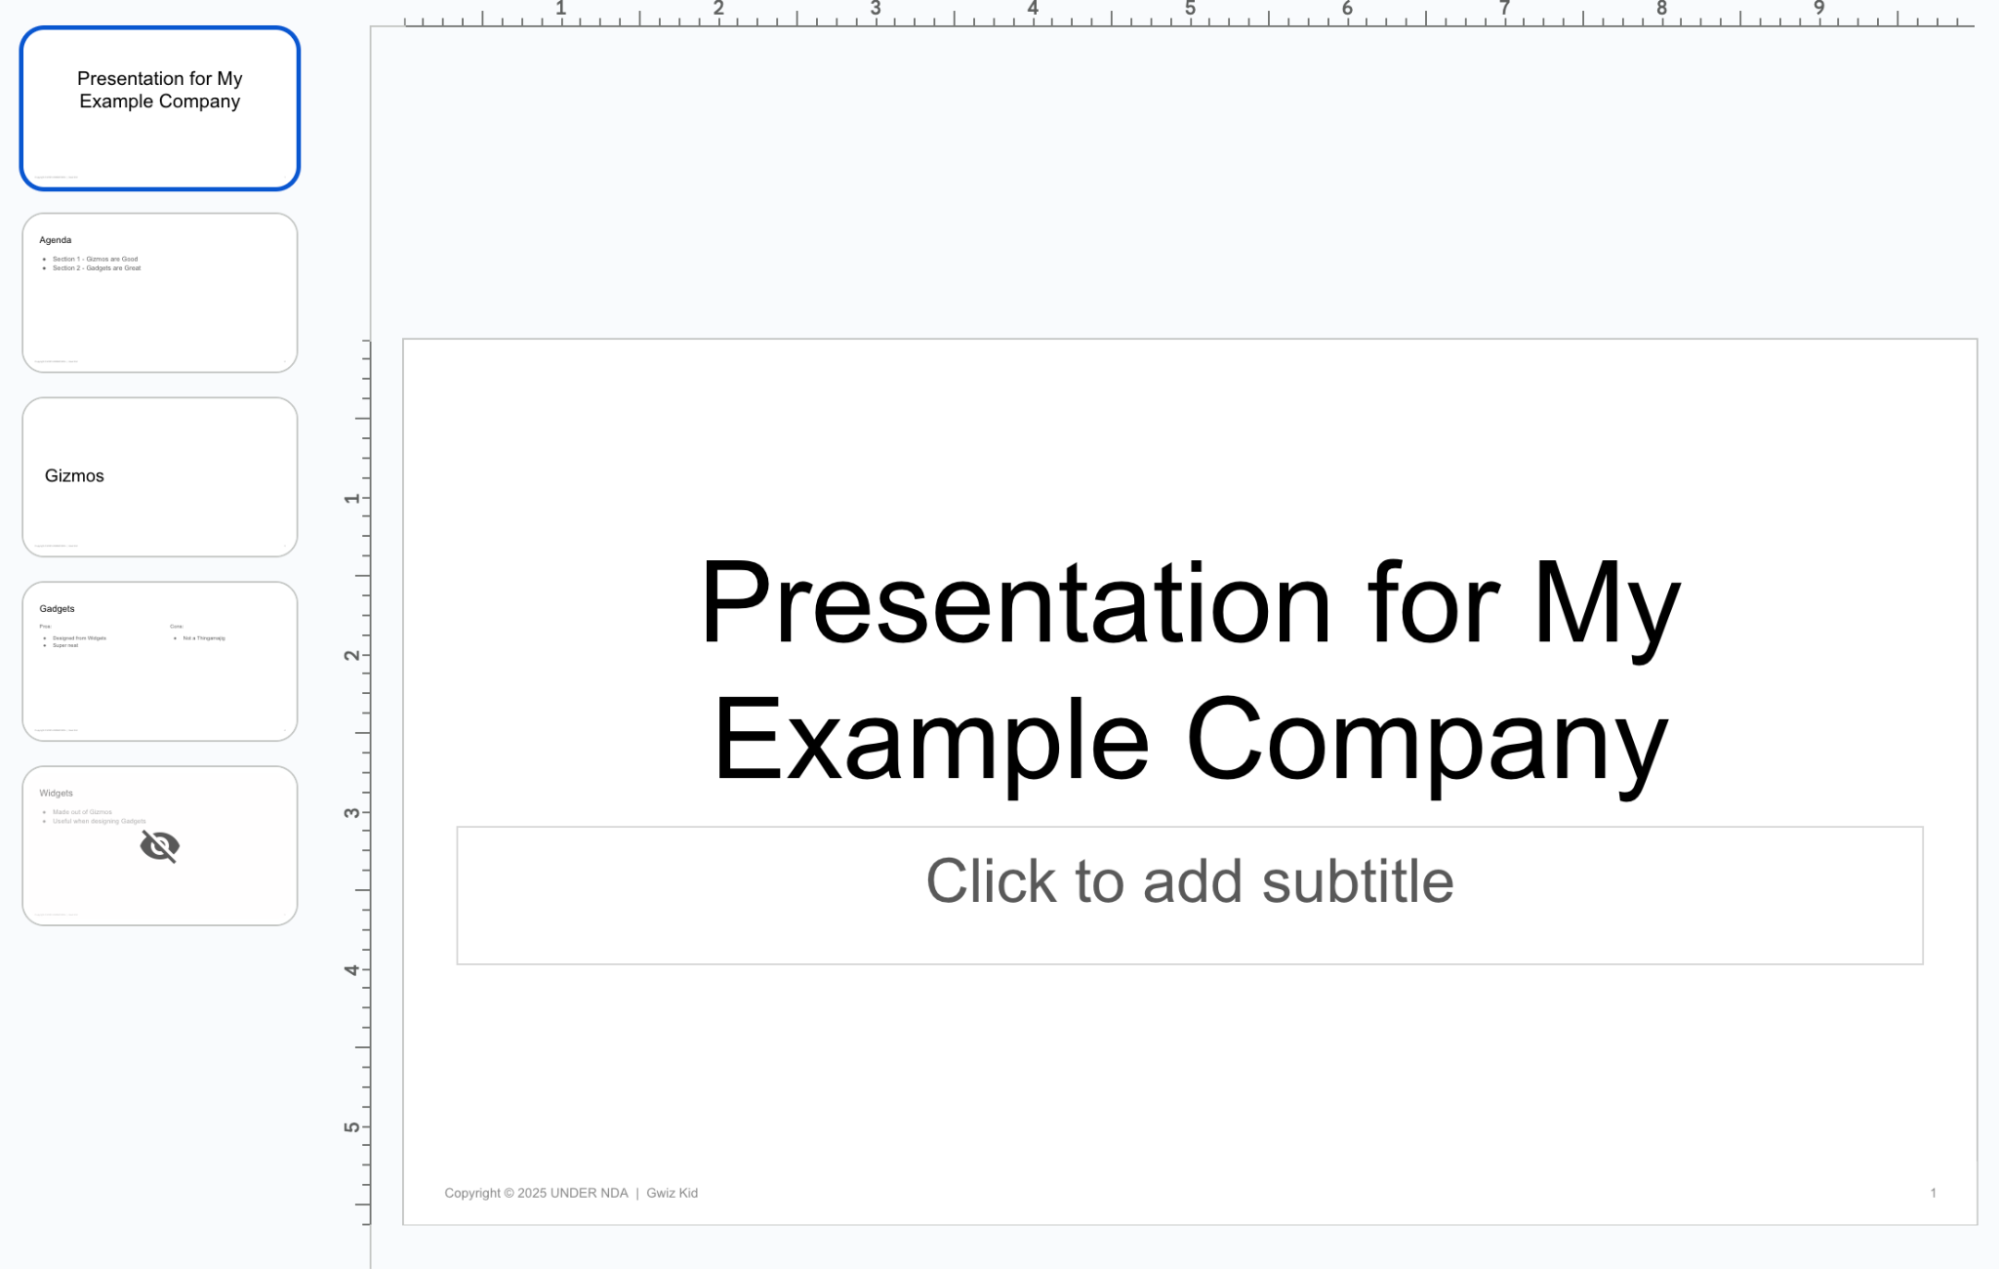 1 2 3 4 5 6 7 8 9
Presentation for My
Example Company
Agenda
Section 1 - Gizmos are Good
Section 2 - Gadgets are Great
Gizmos
Gadgets
Pros: Cons:
Designed from Widgets Not a Thingamajig
Super neat
Widgets
Made out of Gizmos
Useful when designing Gadgets
1
2
3
4
5
Presentation for My
Example Company
Click to add subtitle
Copyright © 2025 UNDER NDA | Gwiz Kid 1